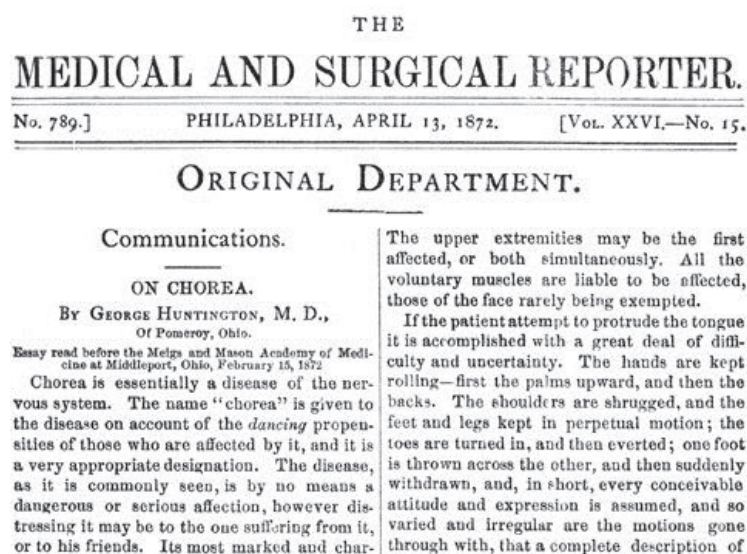 THE
MEDICAL AND SURGICAL REPORTER.
No. 789.] PHILADELPHIA, APRIL 13, 1872. [Vol. XXVI.—No. 15.
Original Department.
Communications.
ON CHOREA.
By George Huntington, M. D.,
Of Pomeroy, Ohio.
Essay read before the Meigs and Mason Academy of Medi-
cine at Middleport, Ohio, February 15, 1872
Chorea is essentially a disease of the ner-
vous system. The name "chorea" is given to
the disease on account of the dancing propen-
sities of those who are affected by it, and it is
a very appropriate designation. The disease,
as it is commonly seen, is by no means a
dangerous or serious affection, however dis-
tressing it may be to the one suffering from it,
or to his friends. Its most marked and char-
The upper extremities may be the first
affected, or both simultaneously. All the
voluntary muscles are liable to be affected,
those of the face rarely being exempted.
If the patient attempt to protrude the tongue
it is accomplished with a great deal of diffi-
culty and uncertainty. The hands are kept
rolling—first the palms upward, and then the
backs. The shoulders are shrugged, and the
feet and legs kept in perpetual motion; the
toes are turned in, and then everted; one foot
is thrown across the other, and then suddenly
withdrawn, and, in short, every conceivable
attitude and expression is assumed, and so
varied and irregular are the motions gone
through with, that a complete description of